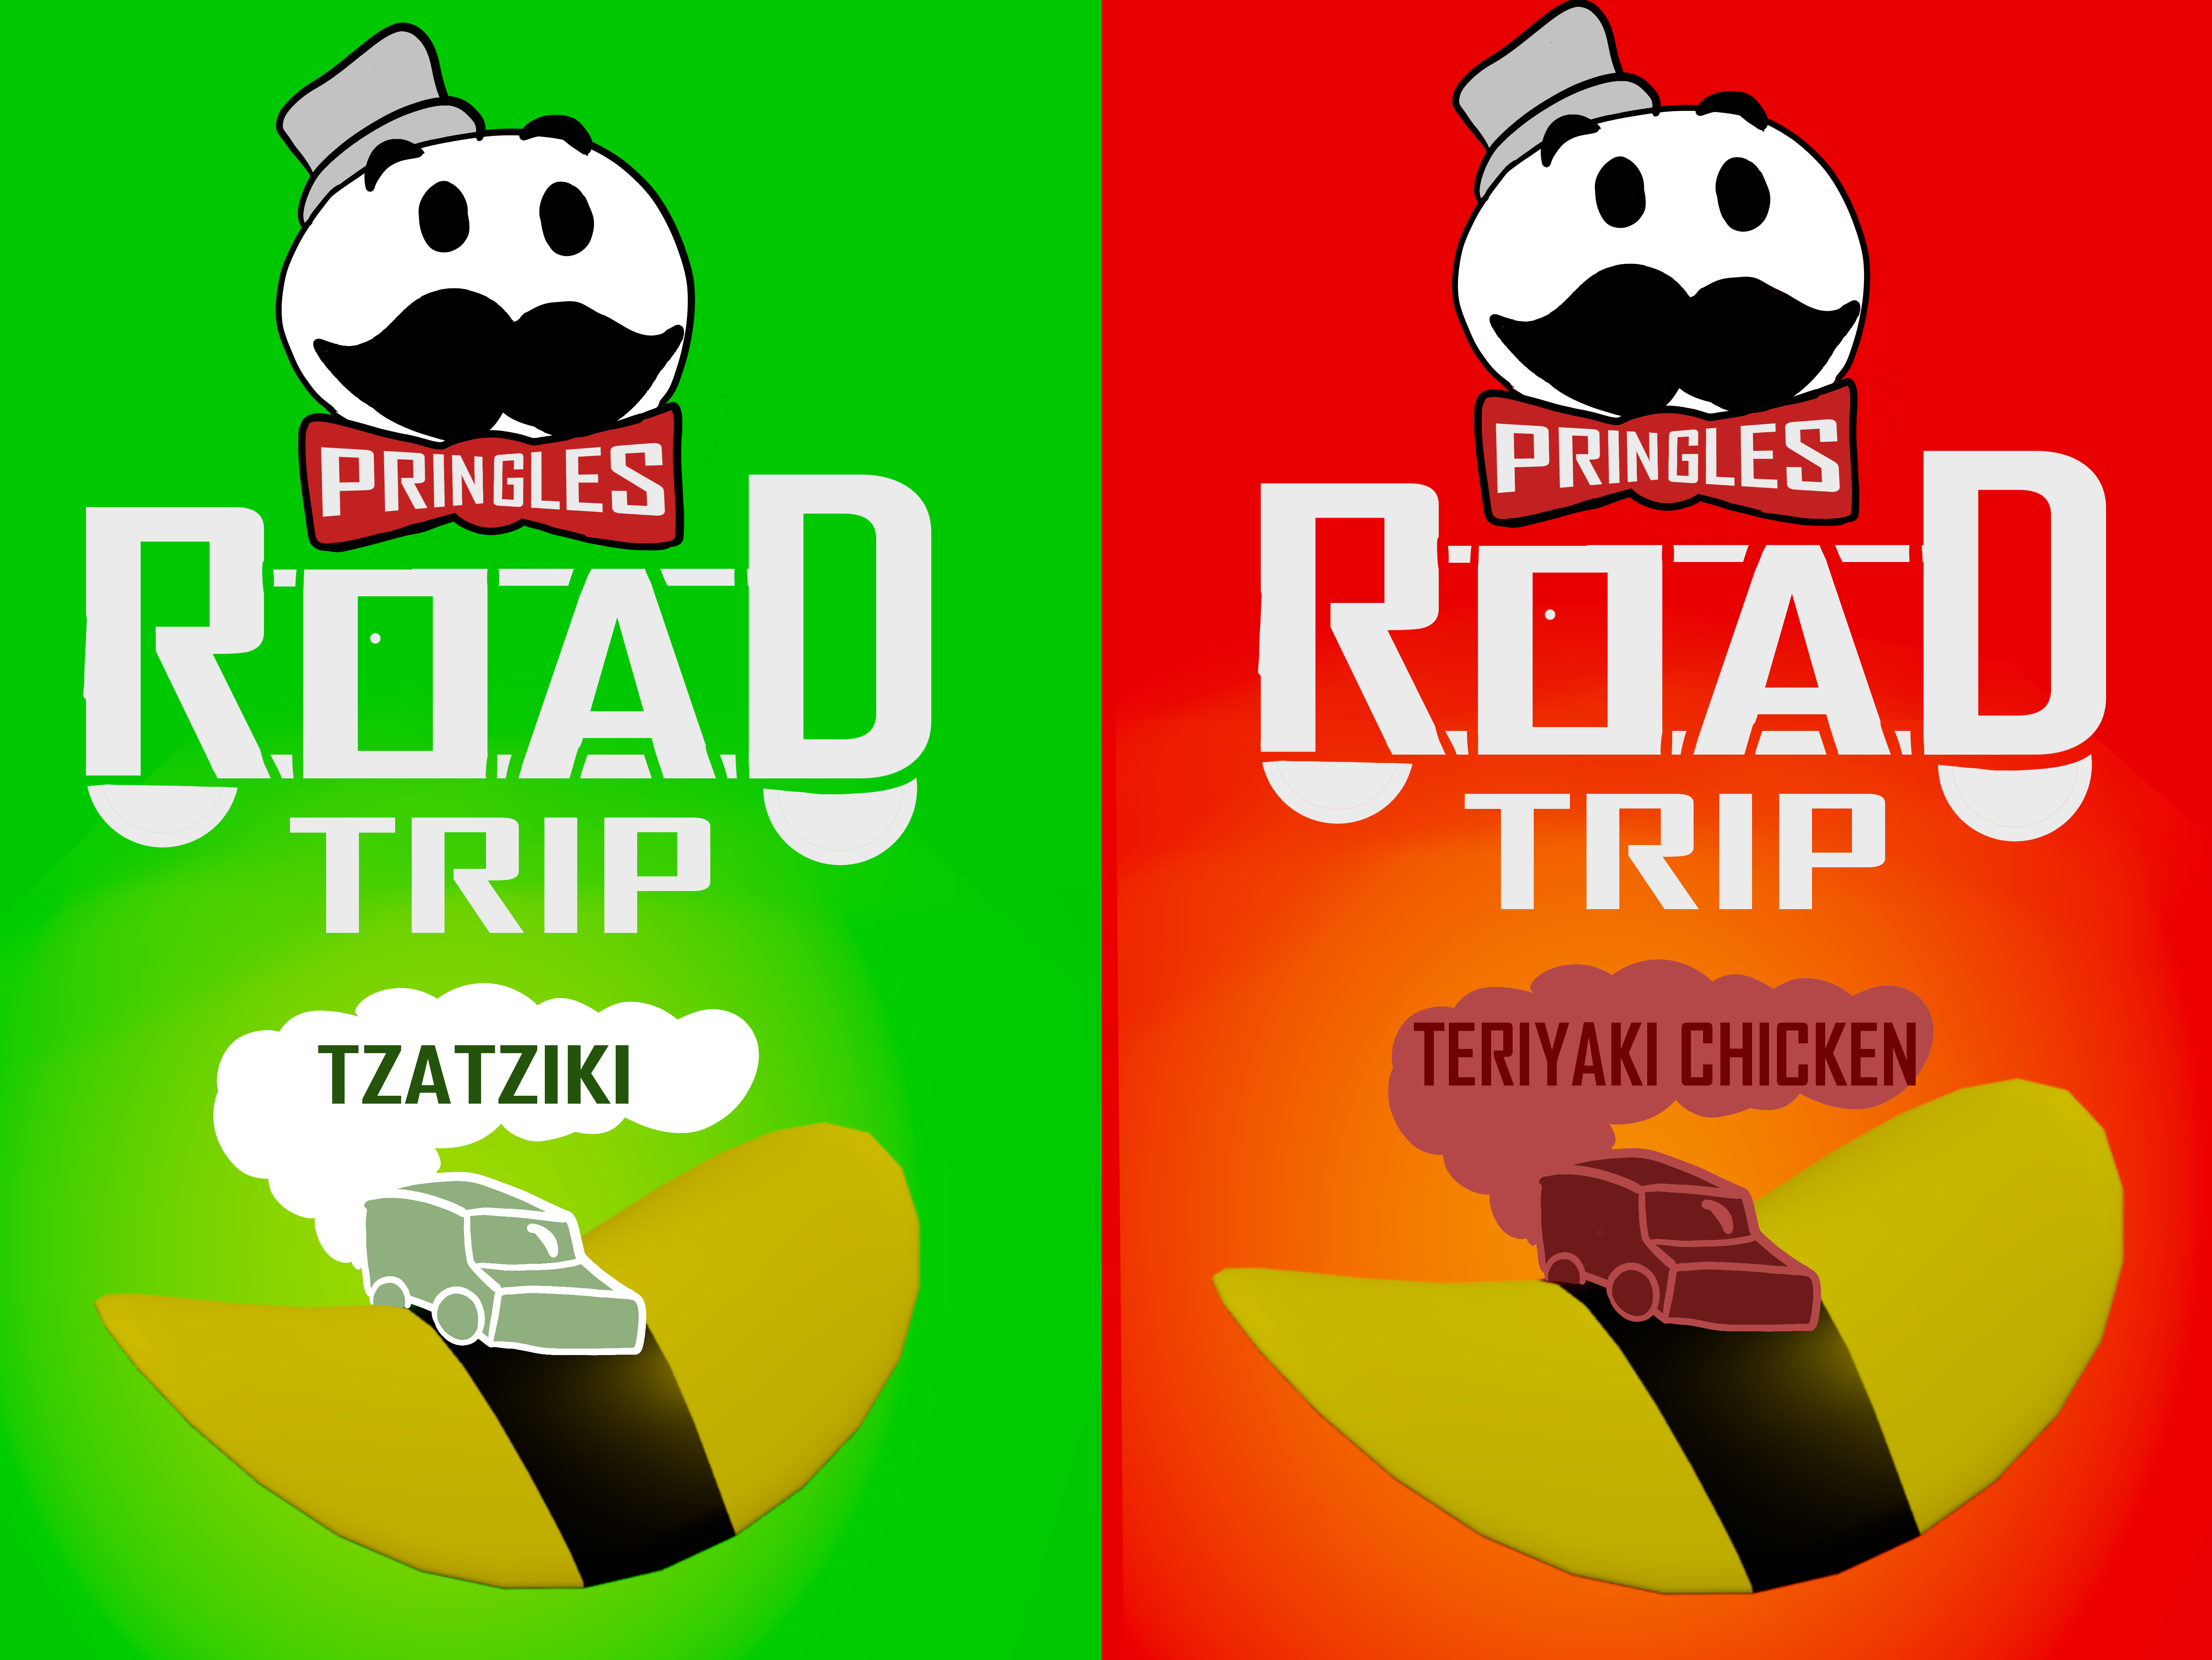 PRINGLES
ROAD
TRIP
TZATZIKI
PRINGLES
ROAD
TRIP
TERIYAKI CHICKEN